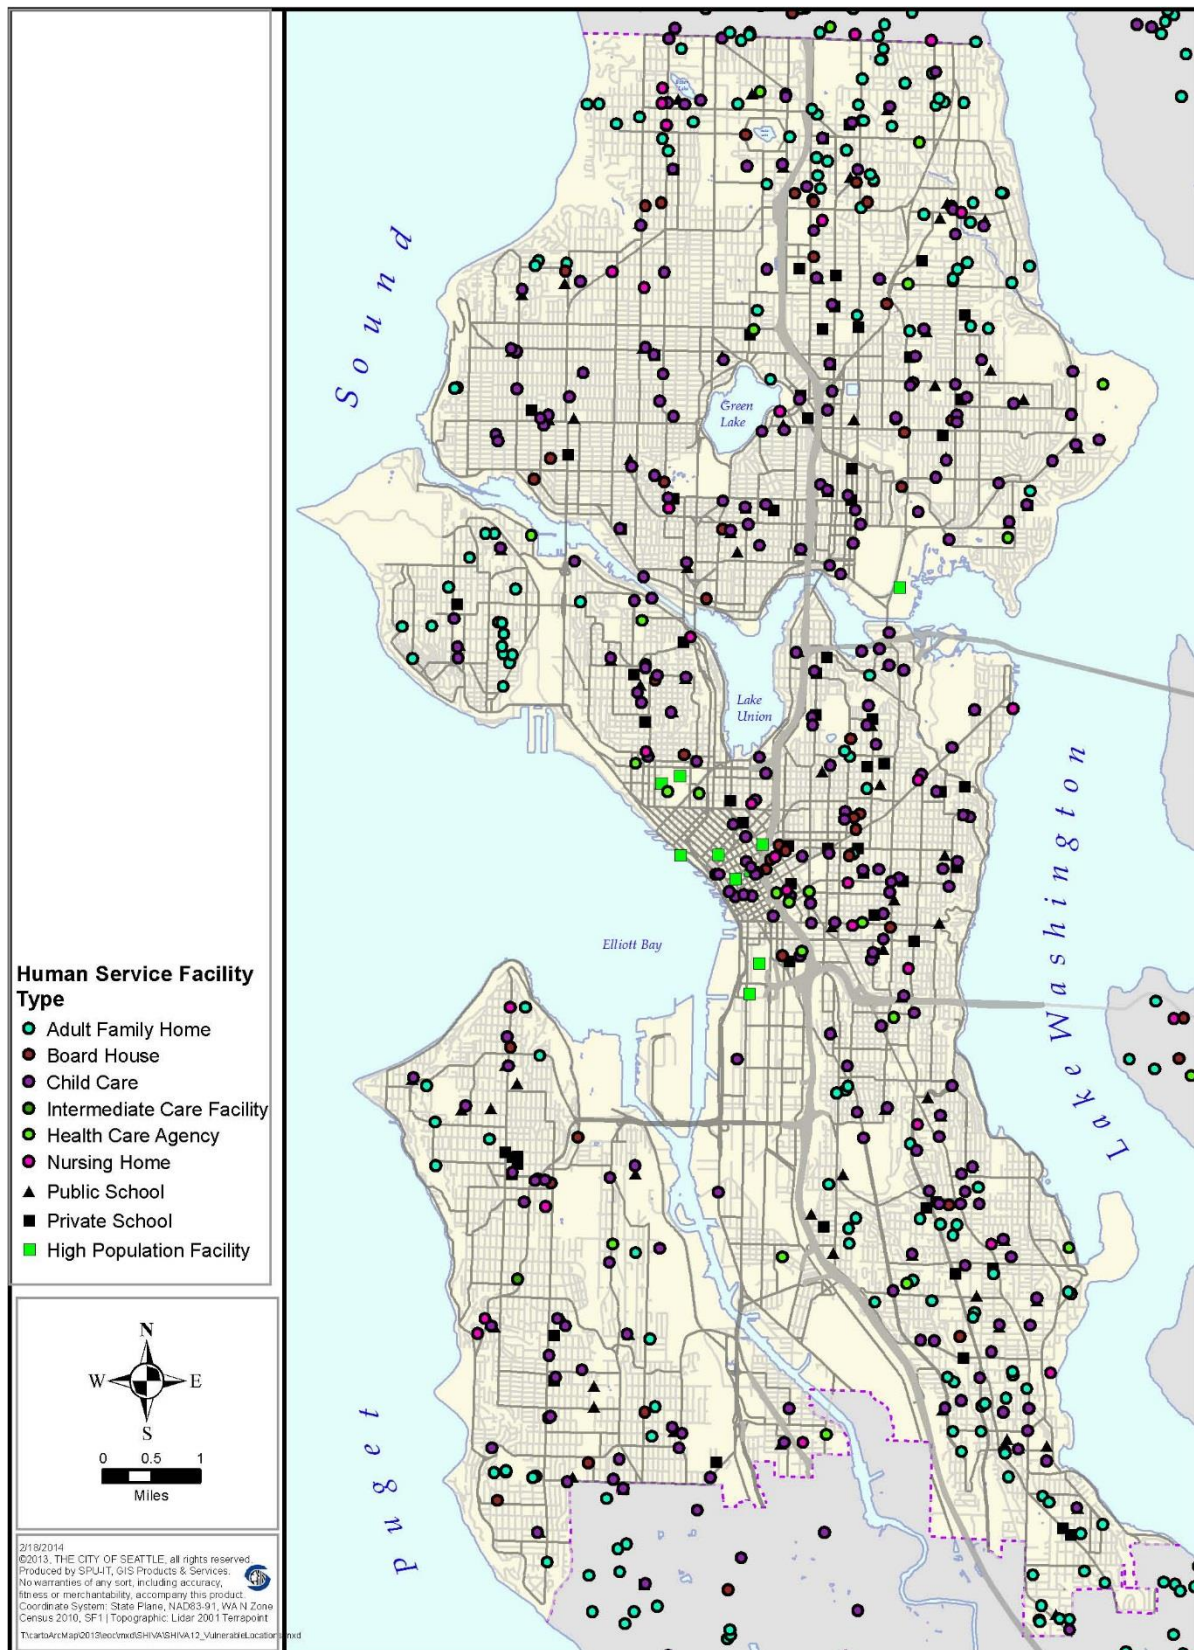 Sound
Green
Lake
Lake
Union
Elliott Bay
Lake Washington
Puget
Human Service Facility
Type
Adult Family Home
Board House
Child Care
Intermediate Care Facility
Health Care Agency
Nursing Home
Public School
Private School
High Population Facility
N
W E
S
0 0.5 1
Miles
2/18/2014
©2013, THE CITY OF SEATTLE, all rights reserved.
Produced by SPU-IT, GIS Products & Services.
No warranties of any sort, including accuracy,
fitness or merchantability, accompany this product.
Coordinate System: State Plane, NAD83-91, WA N Zone
Census 2010, SF1 | Topographic: Lidar 2001 Terrapoint